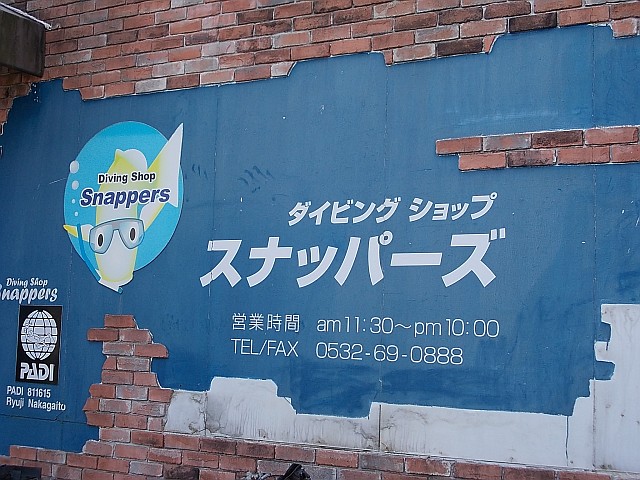 Diving Shop
Snappers
ダイビング ショップ
スナッパーズ
営業時間 am11:30～pm10:00
TEL/FAX 0532-69-0888
Diving Shop
Snappers
PADI
PADI 811615
Ryuji Nakagaito